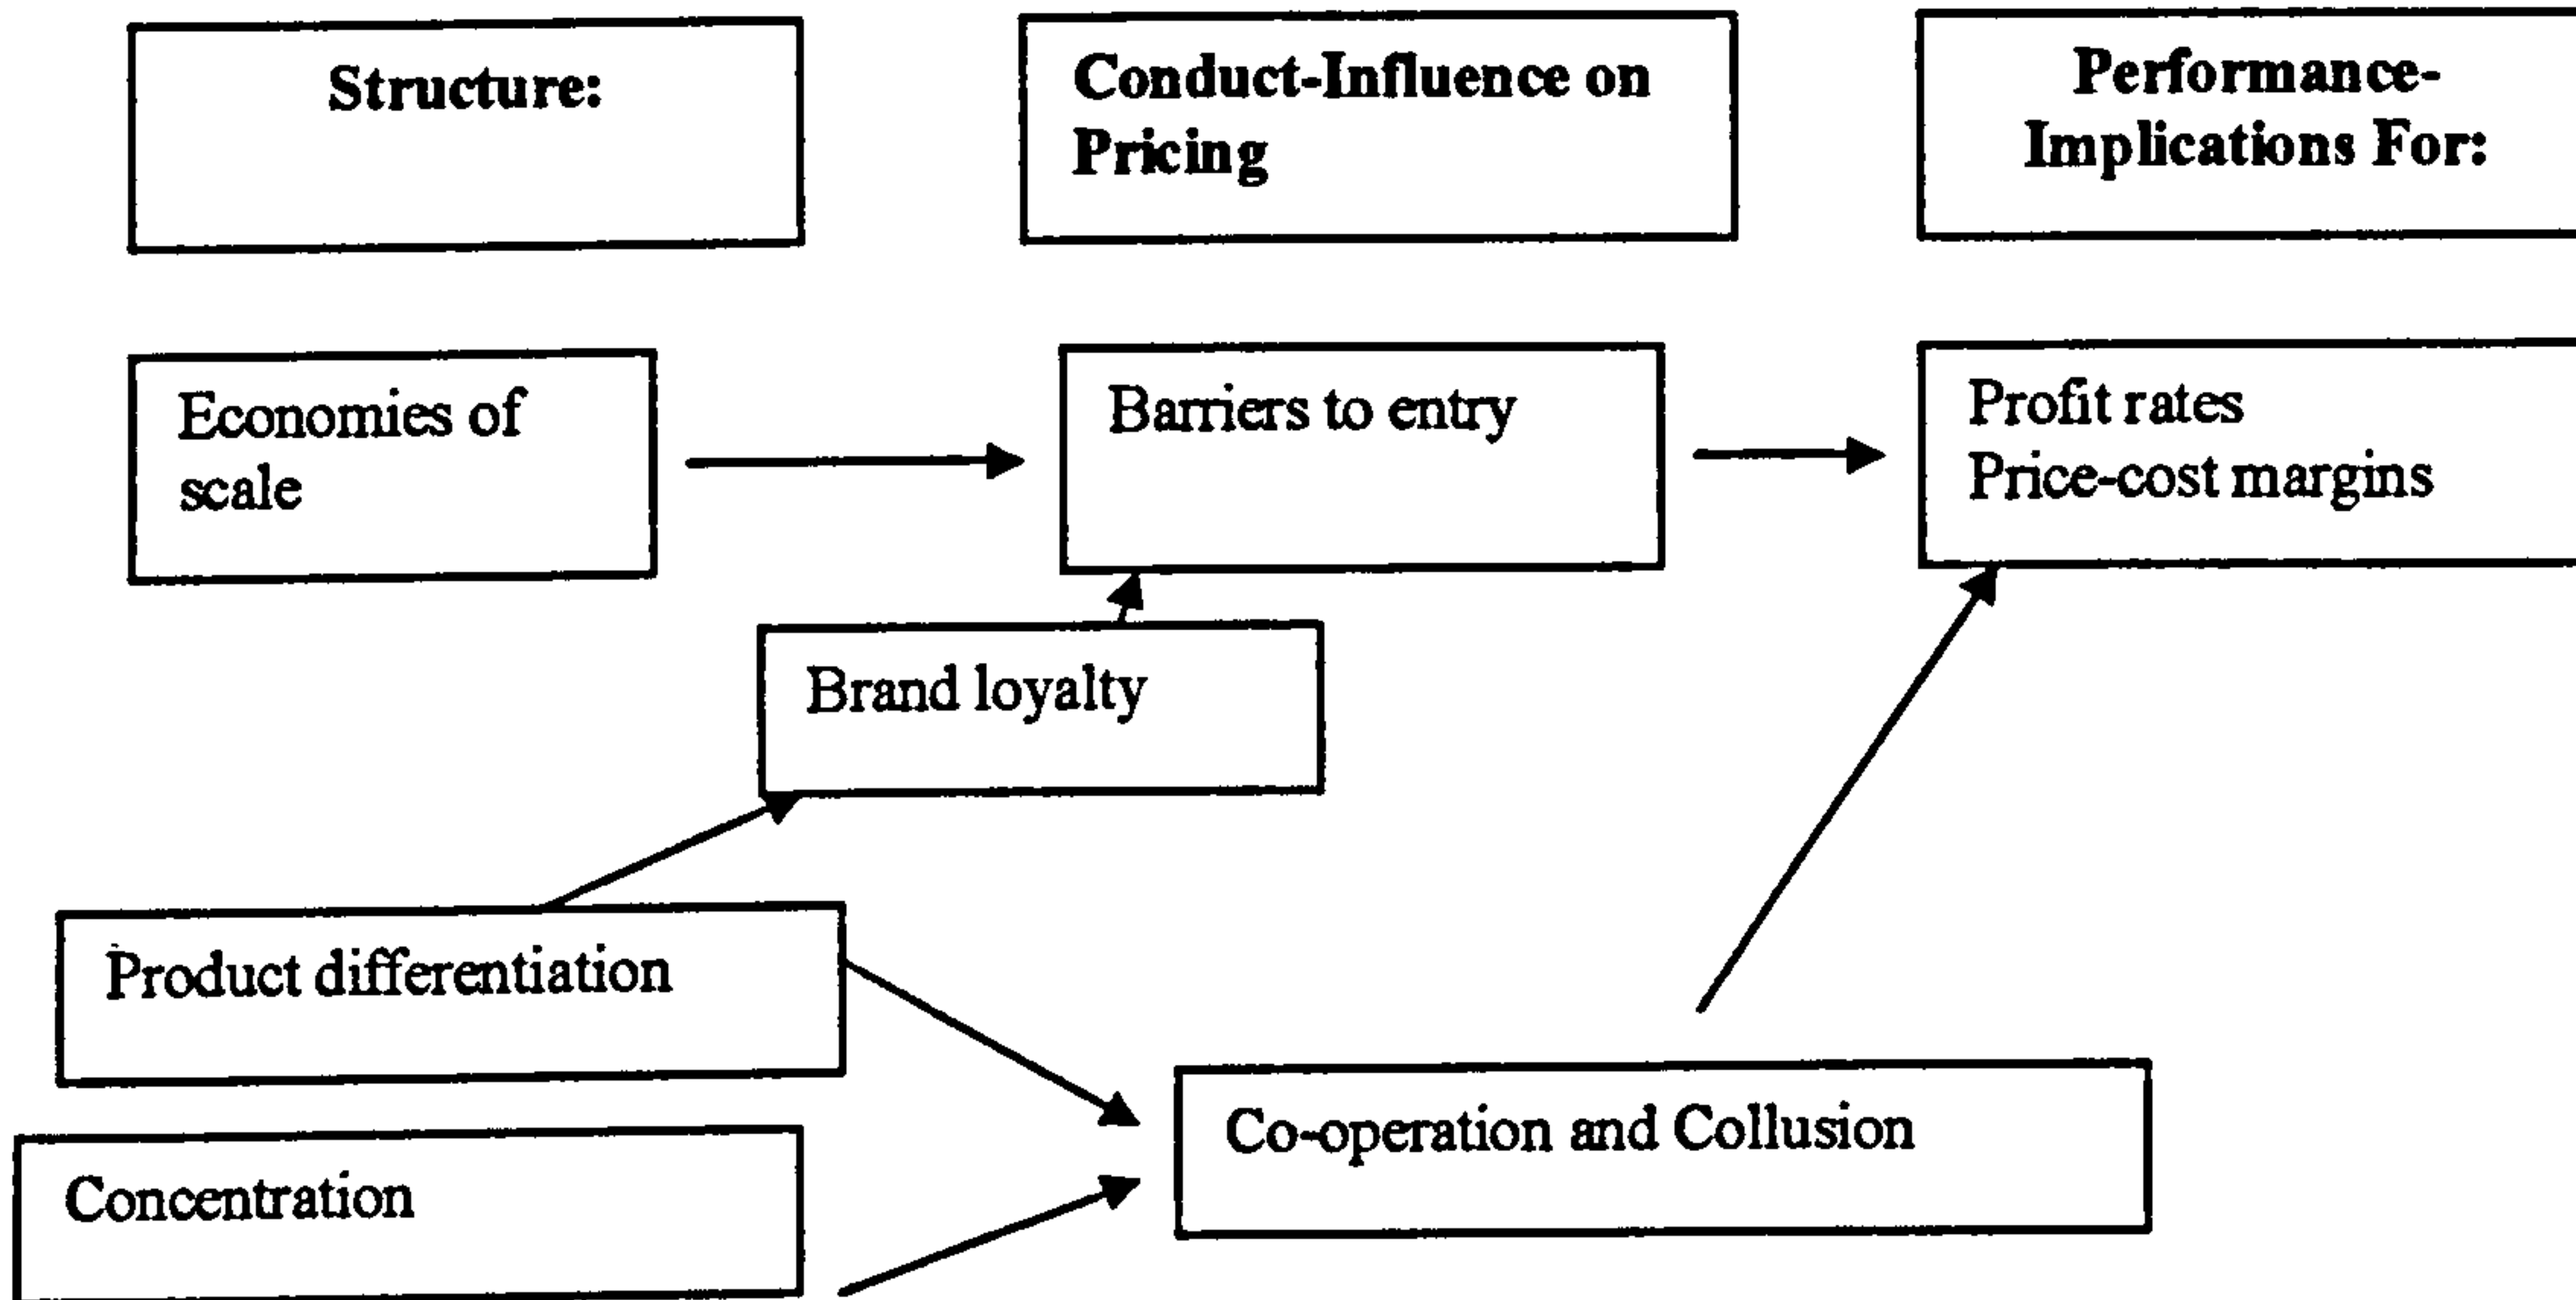 Structure:
Conduct-Influence on
Pricing
Performance-
Implications For:
Economies of
scale
Barriers to entry
Profit rates
Price-cost margins
Brand loyalty
Product differentiation
Co-operation and Collusion
Concentration